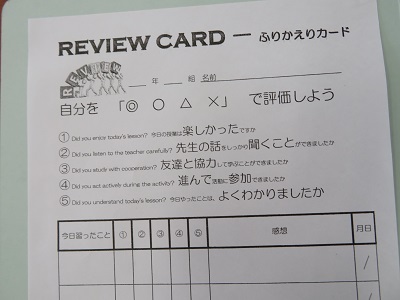 REVIEW CARD ー ふりかえりカード
REVIEW
年 組 名前
自分を 「◎ ○ △ ×」 で評価しよう
① Did you enjoy today's lesson? 今日の授業は楽しかったですか
② Did you listen to the teacher carefully? 先生の話をしっかり聞くことができましたか
③ Did you study with cooperation? 友達と協力して学ぶことができましたか
④ Did you act actively during the activity? 進んで活動に参加できましたか
⑤ Did you understand today's lesson? 今日やったことは、よくわかりましたか
今日習ったこと ① ② ③ ④ ⑤ 感想 月日
/
/